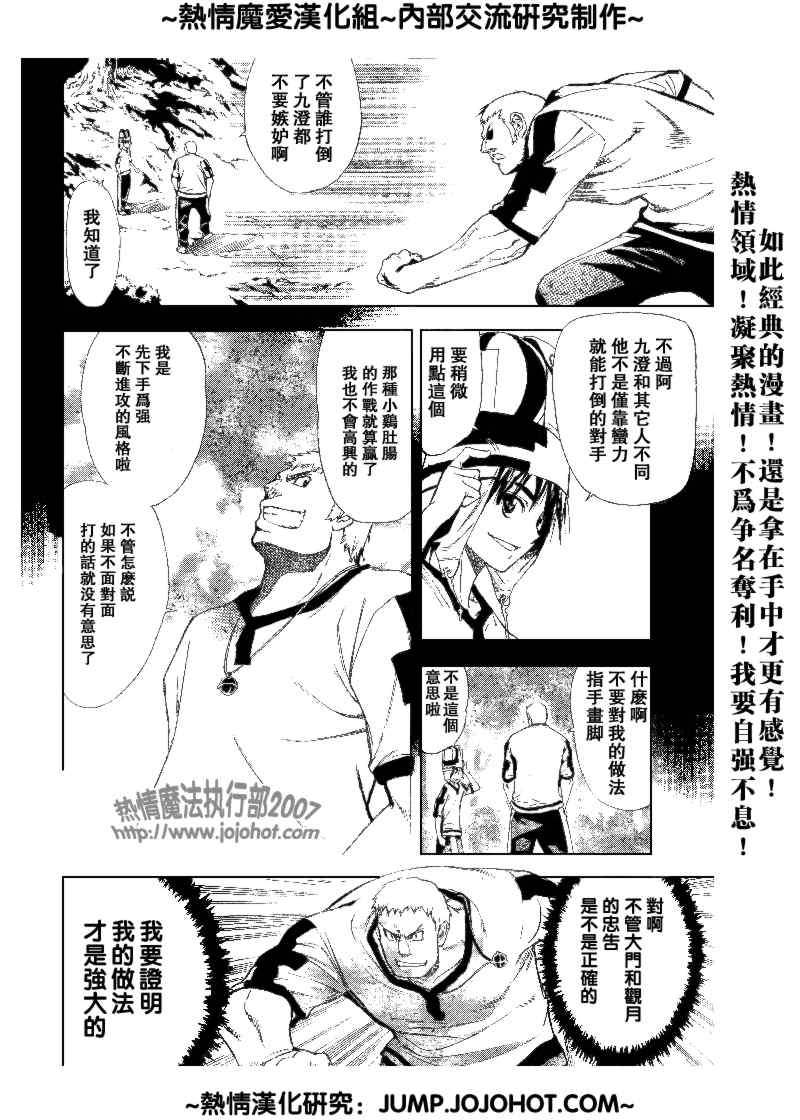 ~熱情魔愛漢化組~內部交流研究制作~
不管誰打倒
了九澄都
不要嫉妒啊
我
知道
了
不過阿
九澄和其它人不同
他不是僅靠蠻力
就能打倒的對手
要稍微
用點這個
那種小鷄肚腸
的作戰就算贏了
我也不會高興的
我是
先下手爲强
不斷進攻的風格啦
不管怎麽説
如果不面對面
打的話就没有意思了
什麽啊
不要對我的做法
指手畫脚
不是這個
意思啦
對啊
不管大門和觀月
的忠告
是不是正確的
我要證明
我的做法
才是強大的
如此經典的漫畫！還是拿在手中才更有感覺！
熱情領域！凝聚熱情！不爲争名奪利！我要自强不息！
熱情魔法执行部2007
http://www.jojohot.com/
~熱情漢化研究：JUMP.JOJOHOT.COM~